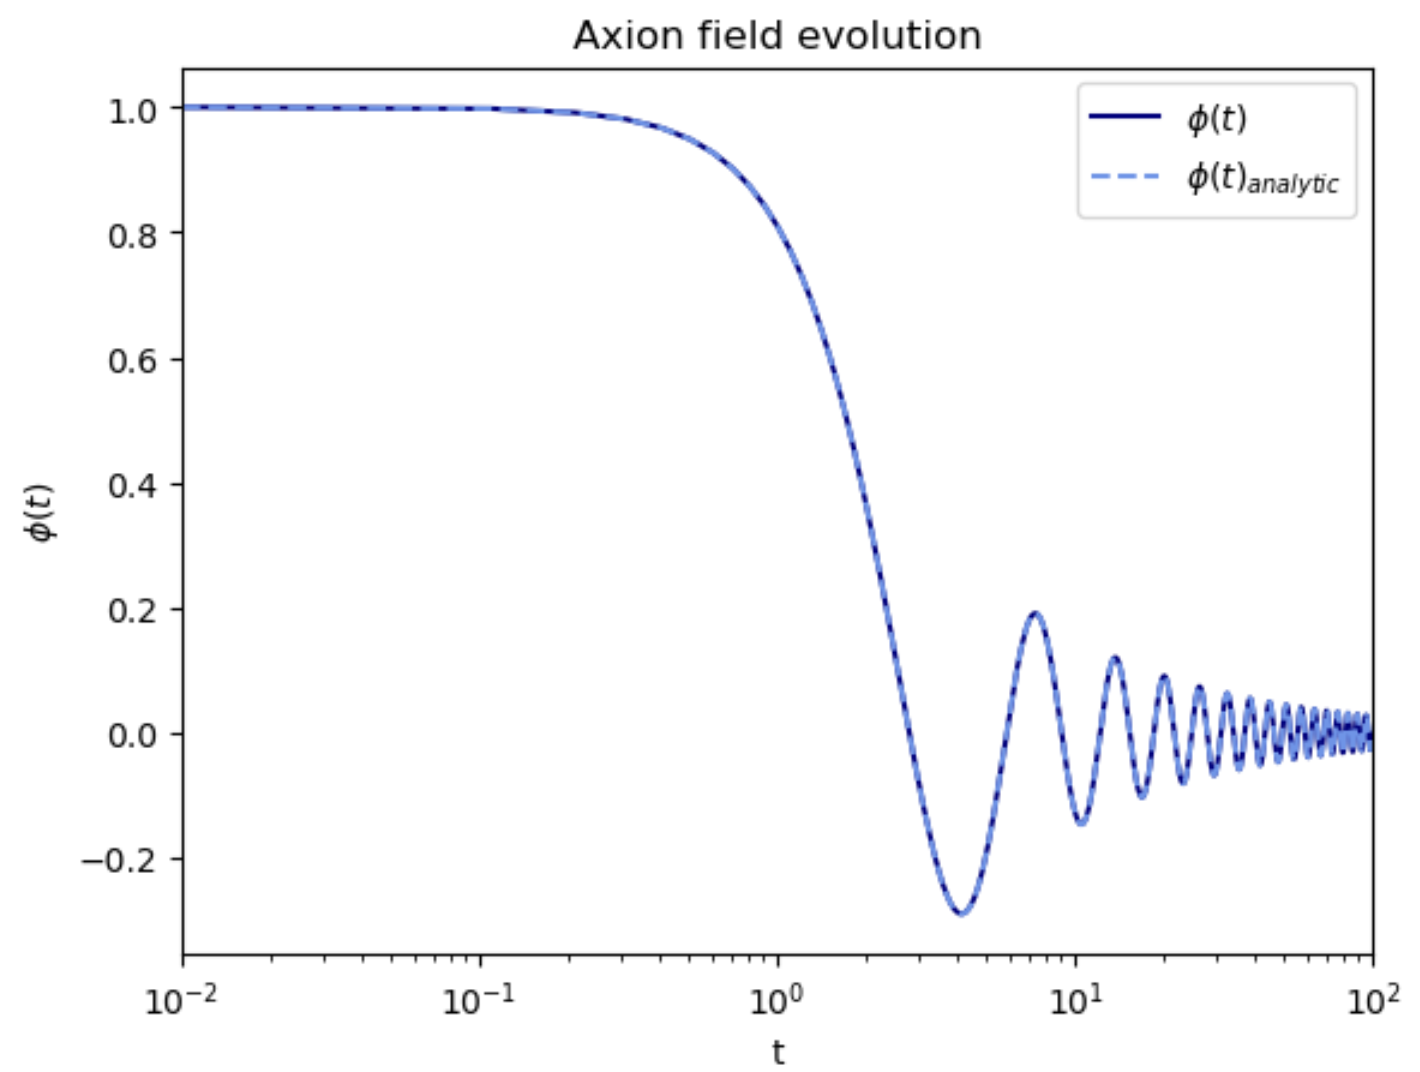 Axion field evolution
ϕ(t)
ϕ(t)analytic
1.0
0.8
0.6
0.4
0.2
0.0
−0.2
ϕ(t)
10⁻² 10⁻¹ 10⁰ 10¹ 10²
t